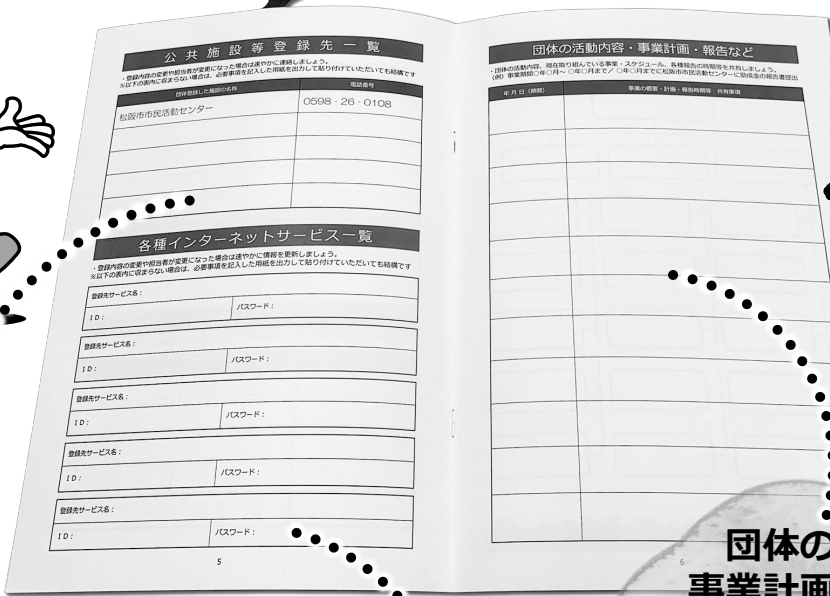 公共施設等登録先一覧
・登録内容の変更や担当者が変更になった場合は速やかに連絡しましょう。
※以下の表内に収まらない場合は、必要事項を記入した用紙を出力して貼り付けていただいても結構です
団体登録した施設の名称 電話番号
松阪市市民活動センター 0598‐26‐0108
各種インターネットサービス一覧
・登録内容の変更や担当者が変更になった場合は速やかに情報を更新しましょう。
※以下の表内に収まらない場合は、必要事項を記入した用紙を出力して貼り付けていただいても結構です
登録先サービス名：
ID： パスワード：
登録先サービス名：
ID： パスワード：
登録先サービス名：
ID： パスワード：
登録先サービス名：
ID： パスワード：
登録先サービス名：
ID： パスワード：
5
団体の活動内容・事業計画・報告など
・団体の活動内容、現在取り組んでいる事業・スケジュール、各種報告の時期等を共有しましょう。
（例）事業期間○年○月～ ○年○月まで／ ○年○月までに松阪市市民活動センターに助成金の報告書提出
年月日（期間） 事業の概要・計画・報告時期等 共有事項
6
団体の
事業計画